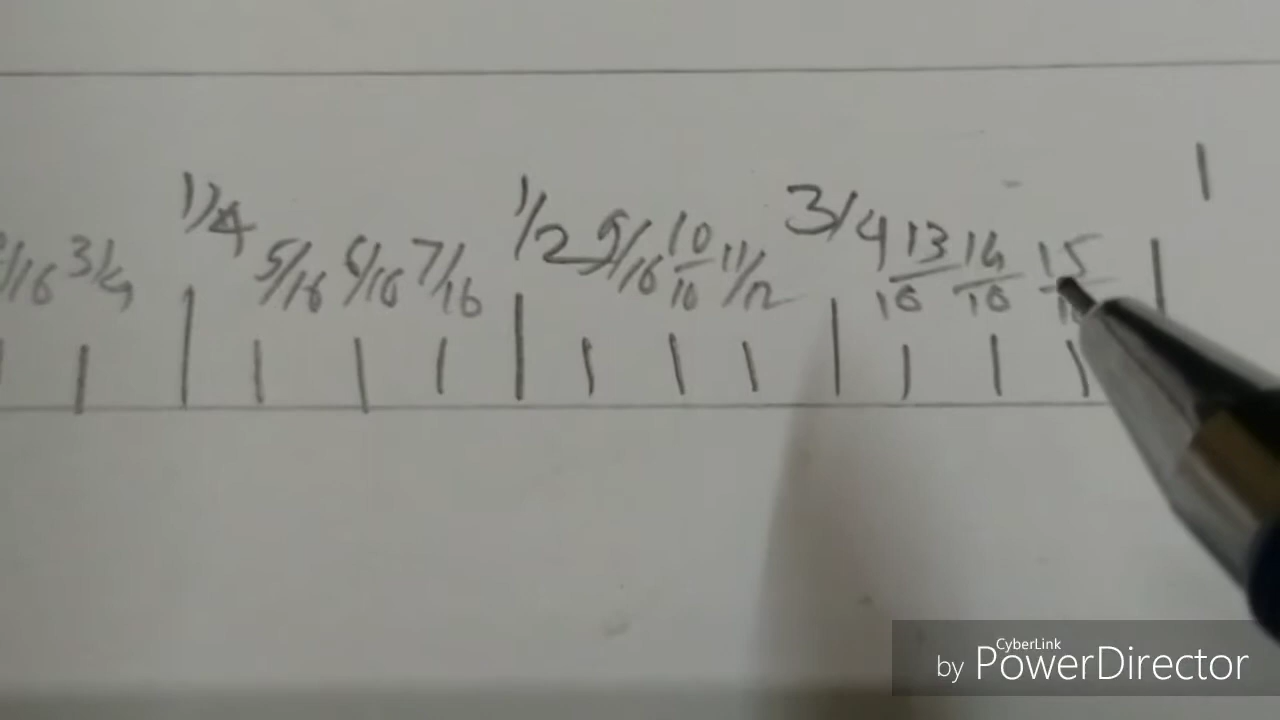 1/4 1/2 3/4 1
/16 3/4 5/16 6/16 7/16 9/16 10/16 11/12 13/16 14/16 15/
CyberLink
by PowerDirector